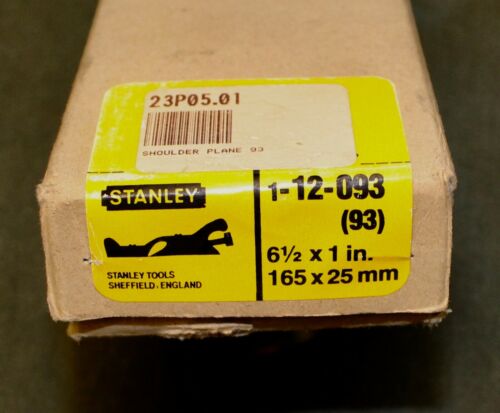 23P05.01
SHOULDER PLANE 93
STANLEY
1-12-093
(93)
6½ x 1 in.
165 x 25 mm
STANLEY TOOLS
SHEFFIELD, ENGLAND